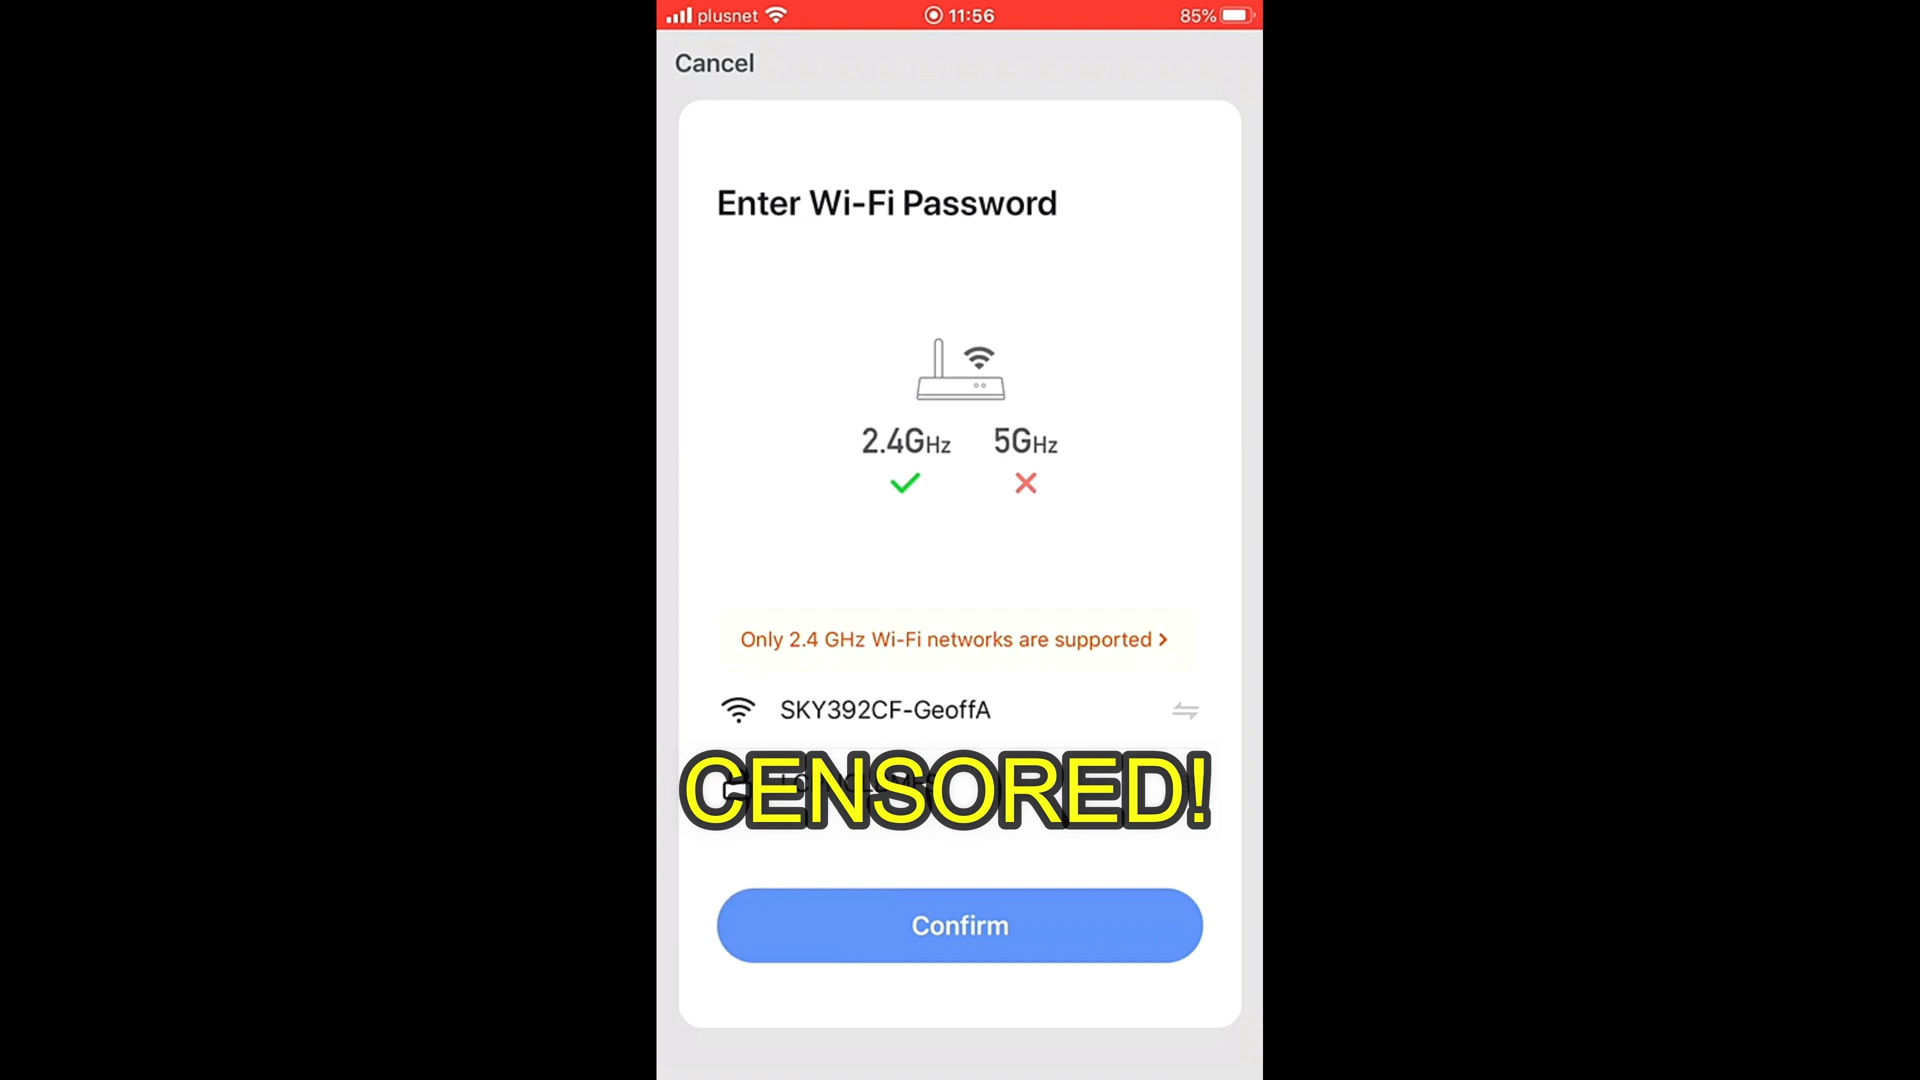 plusnet 11:56 85%
Cancel
Enter Wi-Fi Password
2.4GHz 5GHz
Only 2.4 GHz Wi-Fi networks are supported >
SKY392CF-GeoffA
CENSORED!
Confirm